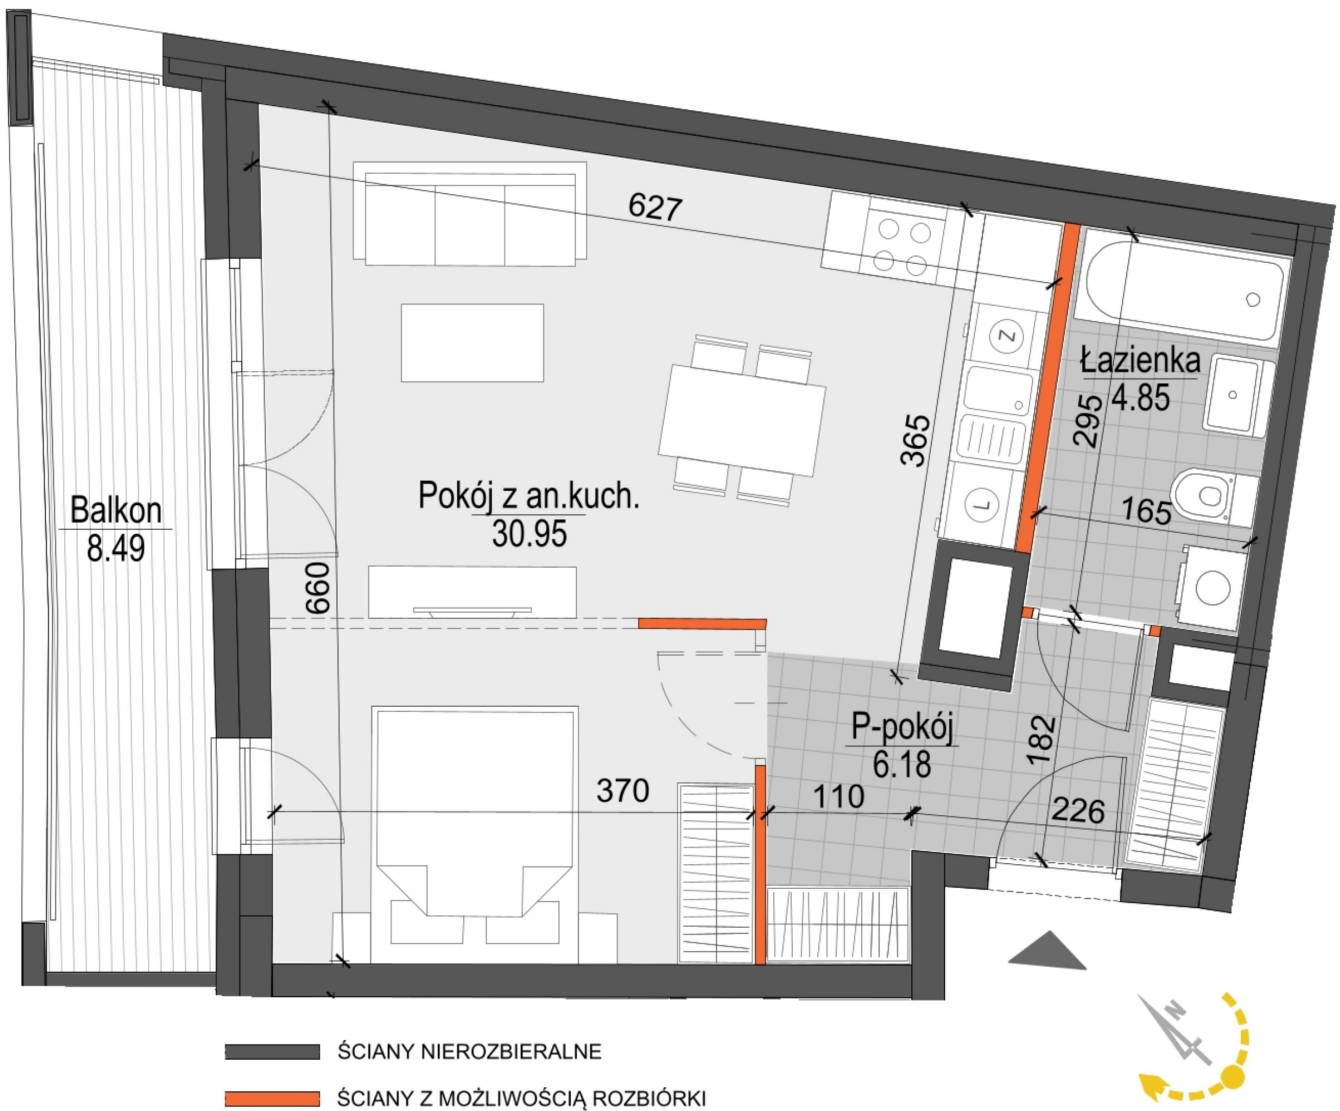 627
Z
Łazienka
4.85
295
365
Pokój z an.kuch.
30.95
L
165
Balkon
8.49
660
P-pokój
6.18
182
370
110
226
N
ŚCIANY NIEROZBIERALNE
ŚCIANY Z MOŻLIWOŚCIĄ ROZBIÓRKI